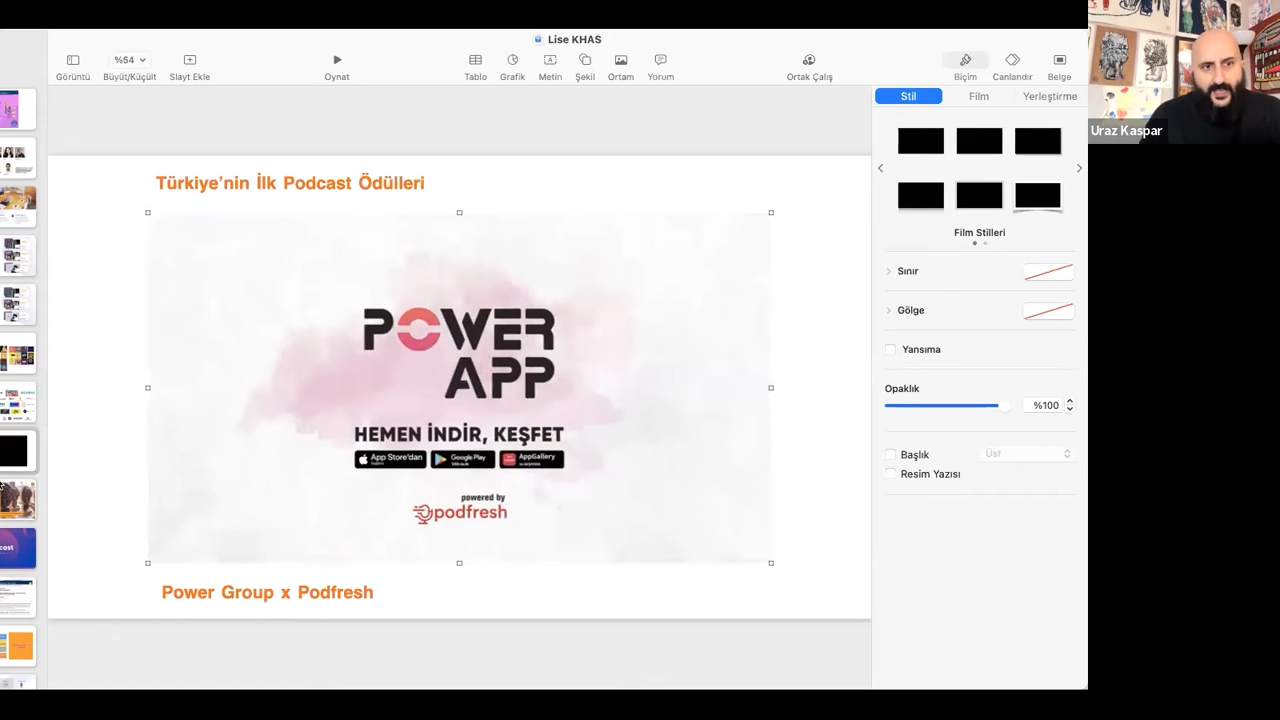 Lise KHAS
%54
Görüntü
Büyüt/Küçült
Slayt Ekle
Oynat
Tablo
Grafik
Metin
Şekil
Ortam
Yorum
Ortak Çalış
Biçim
Canlandır
Belge
Stil
Film
Yerleştirme
Uraz Kaspar
Türkiye'nin İlk Podcast Ödülleri
POWER
APP
HEMEN İNDİR, KEŞFET
App Store'dan
Google Play
AppGallery
powered by
podfresh
Power Group x Podfresh
Film Stilleri
Sınır
Gölge
Yansıma
Opaklık
%100
Başlık
Üst
Resim Yazısı